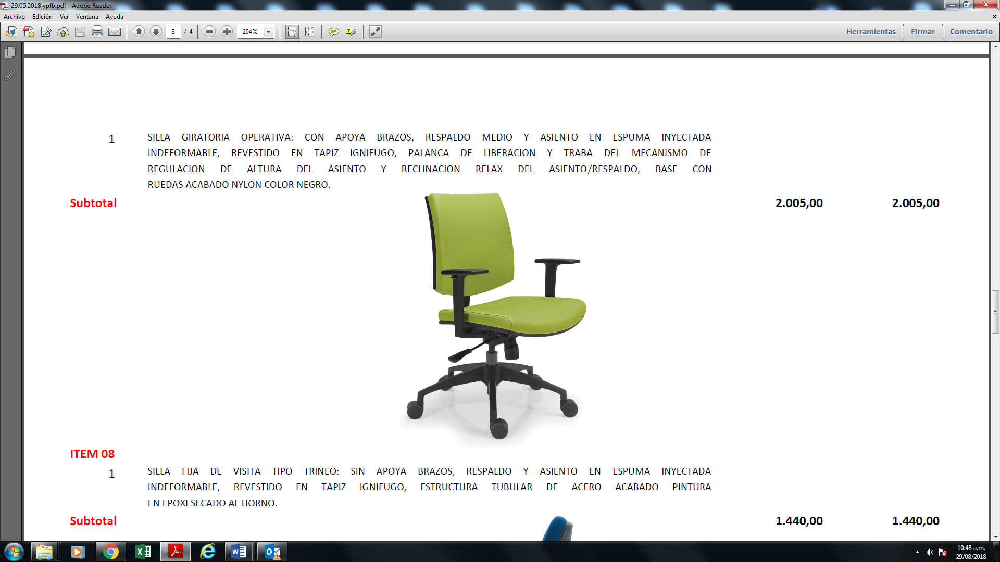 29.05.2018 ypfb.pdf - Adobe Reader
Archivo Edición Ver Ventana Ayuda
3 / 4 204% Herramientas Firmar Comentario
1 SILLA GIRATORIA OPERATIVA: CON APOYA BRAZOS, RESPALDO MEDIO Y ASIENTO EN ESPUMA INYECTADA
INDEFORMABLE, REVESTIDO EN TAPIZ IGNIFUGO, PALANCA DE LIBERACION Y TRABA DEL MECANISMO DE
REGULACION DE ALTURA DEL ASIENTO Y RECLINACION RELAX DEL ASIENTO/RESPALDO, BASE CON
RUEDAS ACABADO NYLON COLOR NEGRO.
Subtotal 2.005,00 2.005,00
ITEM 08
1 SILLA FIJA DE VISITA TIPO TRINEO: SIN APOYA BRAZOS, RESPALDO Y ASIENTO EN ESPUMA INYECTADA
INDEFORMABLE, REVESTIDO EN TAPIZ IGNIFUGO, ESTRUCTURA TUBULAR DE ACERO ACABADO PINTURA
EN EPOXI SECADO AL HORNO.
Subtotal 1.440,00 1.440,00
10:48 a.m.
29/08/2018